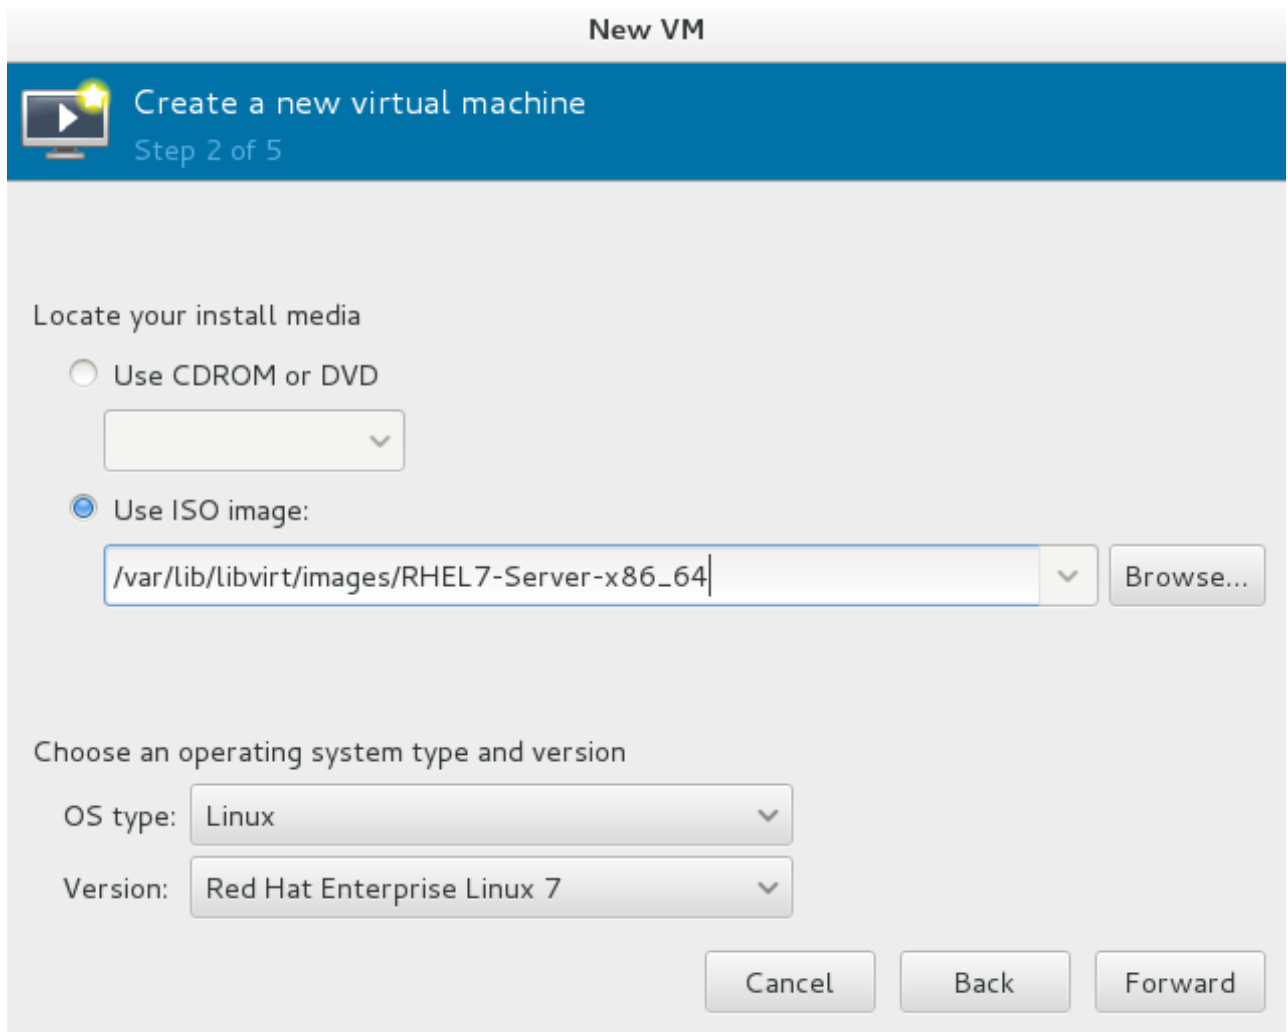 New VM
Create a new virtual machine
Step 2 of 5
Locate your install media
Use CDROM or DVD
Use ISO image:
/var/lib/libvirt/images/RHEL7-Server-x86_64
Browse...
Choose an operating system type and version
OS type: Linux
Version: Red Hat Enterprise Linux 7
Cancel Back Forward